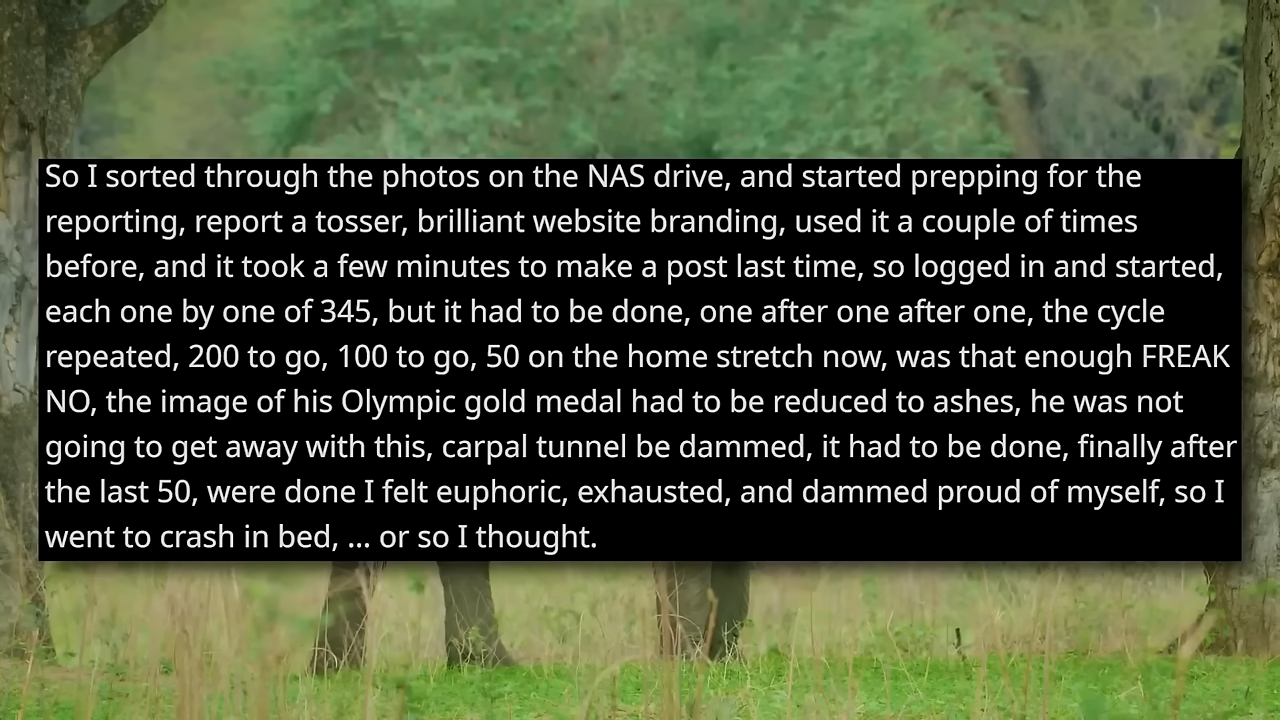 So I sorted through the photos on the NAS drive, and started prepping for the
reporting, report a tosser, brilliant website branding, used it a couple of times
before, and it took a few minutes to make a post last time, so logged in and started,
each one by one of 345, but it had to be done, one after one after one, the cycle
repeated, 200 to go, 100 to go, 50 on the home stretch now, was that enough FREAK
NO, the image of his Olympic gold medal had to be reduced to ashes, he was not
going to get away with this, carpal tunnel be dammed, it had to be done, finally after
the last 50, were done I felt euphoric, exhausted, and dammed proud of myself, so I
went to crash in bed, ... or so I thought.